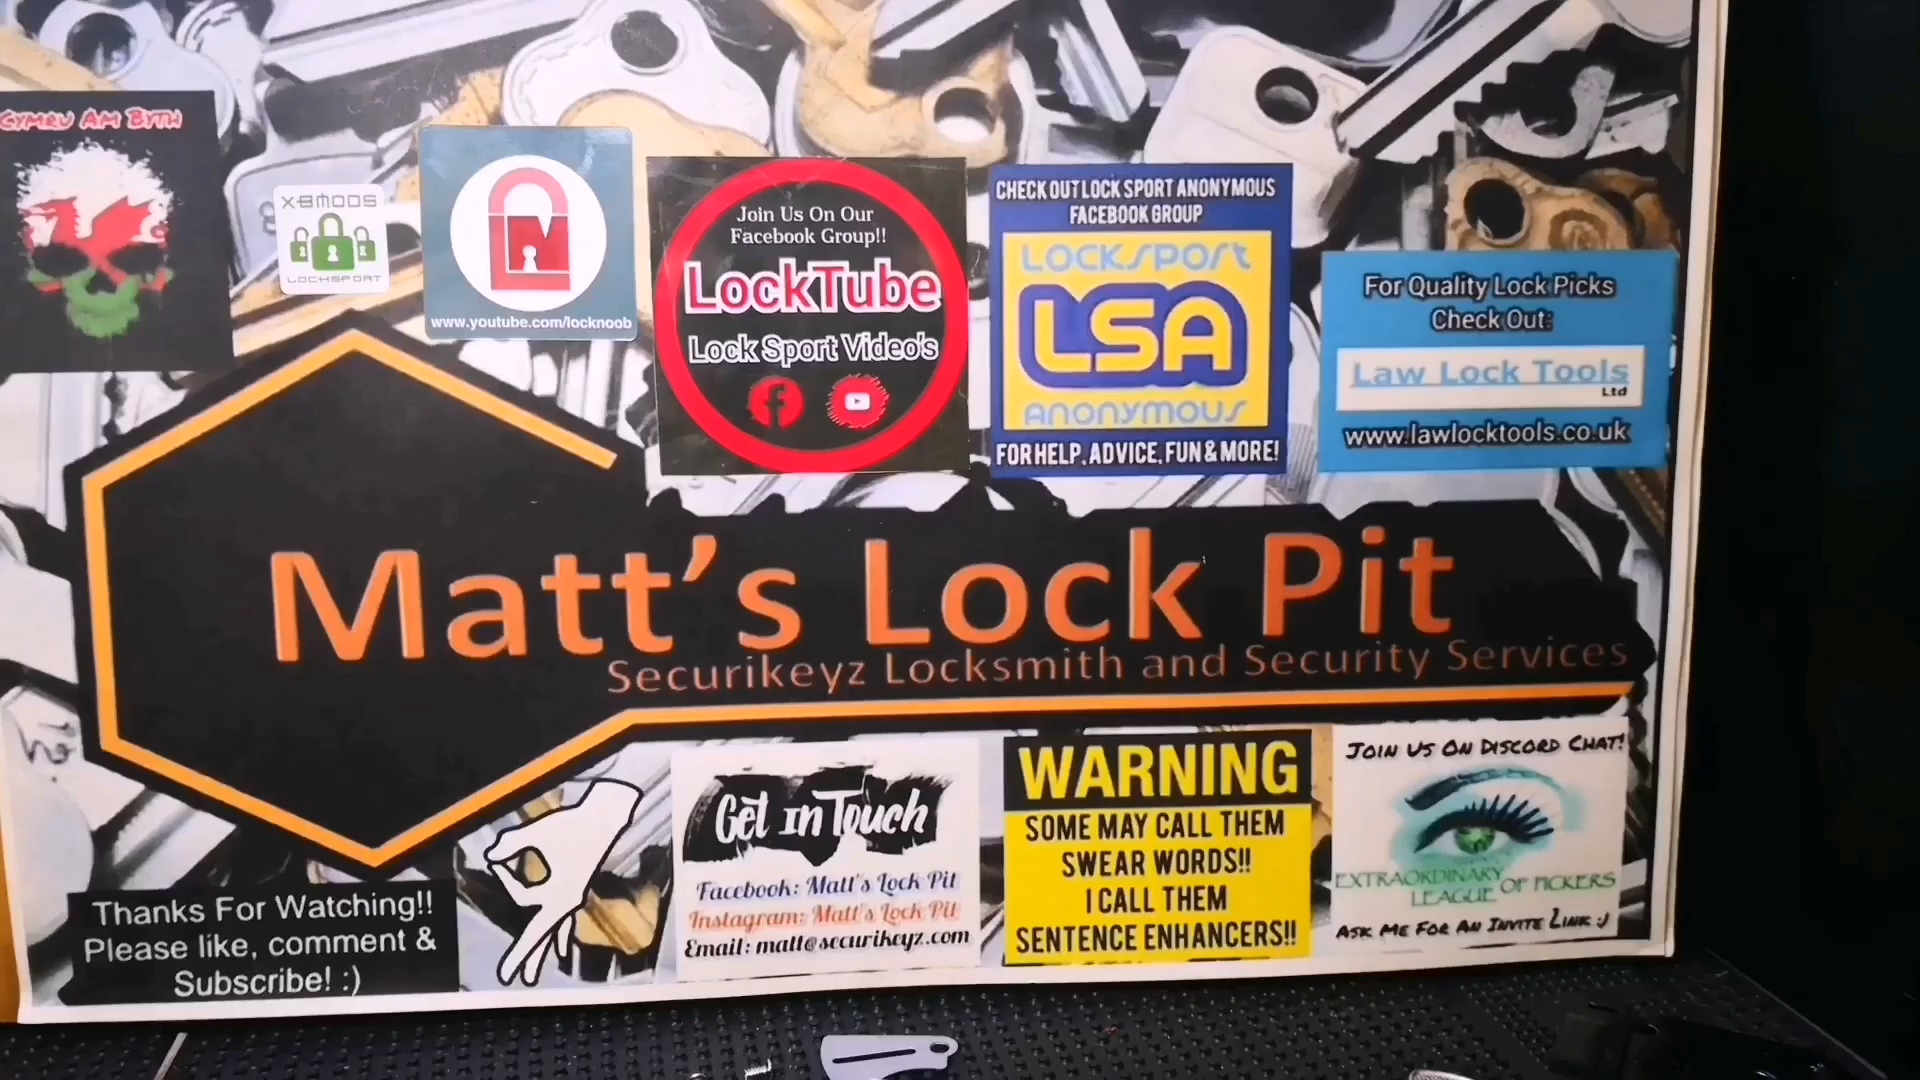 CYMRU AM BYTH
X-BMODS
LOCKSPORT
www.youtube.com/locknoob
Join Us On Our
Facebook Group!!
LockTube
Lock Sport Video's
CHECK OUT LOCK SPORT ANONYMOUS
FACEBOOK GROUP
LOCKSPORT
LSA
ANONYMOUS
FOR HELP, ADVICE, FUN & MORE!
For Quality Lock Picks
Check Out:
Law Lock Tools
Ltd
www.lawlocktools.co.uk
Matt's Lock Pit
Securikeyz Locksmith and Security Services
Thanks For Watching!!
Please like, comment &
Subscribe! :)
Get In Touch
Facebook: Matt's Lock Pit
Instagram: Matt's Lock Pit
Email: matt@securikeyz.com
WARNING
SOME MAY CALL THEM
SWEAR WORDS!!
I CALL THEM
SENTENCE ENHANCERS!!
JOIN US ON DISCORD CHAT!
EXTRAORDINARY
LEAGUE OF PICKERS
ASK ME FOR AN INVITE LINK :)